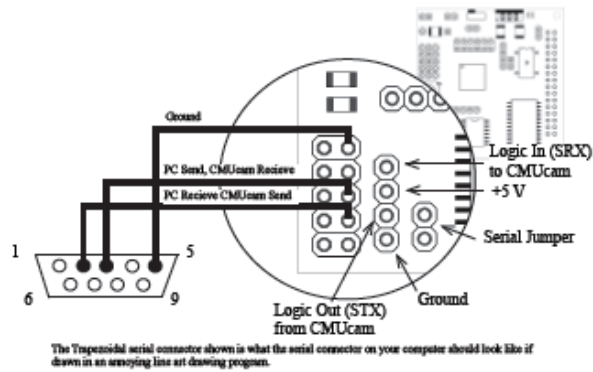 Ground
PC Send, CMUcam Recieve
PC Recieve CMUcam Send
Logic In (SRX)
to CMUcam
+5 V
Serial Jumper
1
5
6
9
Ground
Logic Out (STX)
from CMUcam
The Trapezoidal serial connector shown is what the serial connector on your computer should look like if
drawn in an annoying line art drawing program.